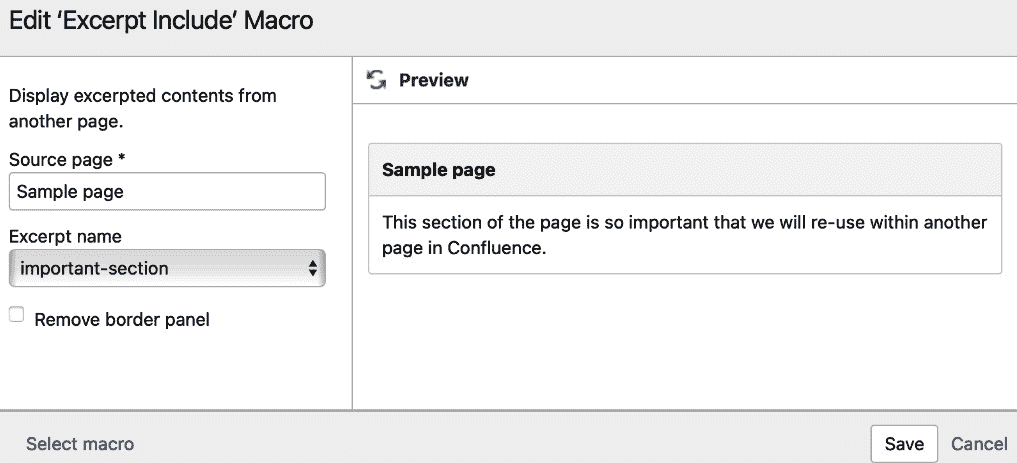 Edit ‘Excerpt Include’ Macro
Display excerpted contents from
another page.
Source page *
Sample page
Excerpt name
important-section
Remove border panel
Preview
Sample page
This section of the page is so important that we will re-use within another
page in Confluence.
Select macro
Save
Cancel